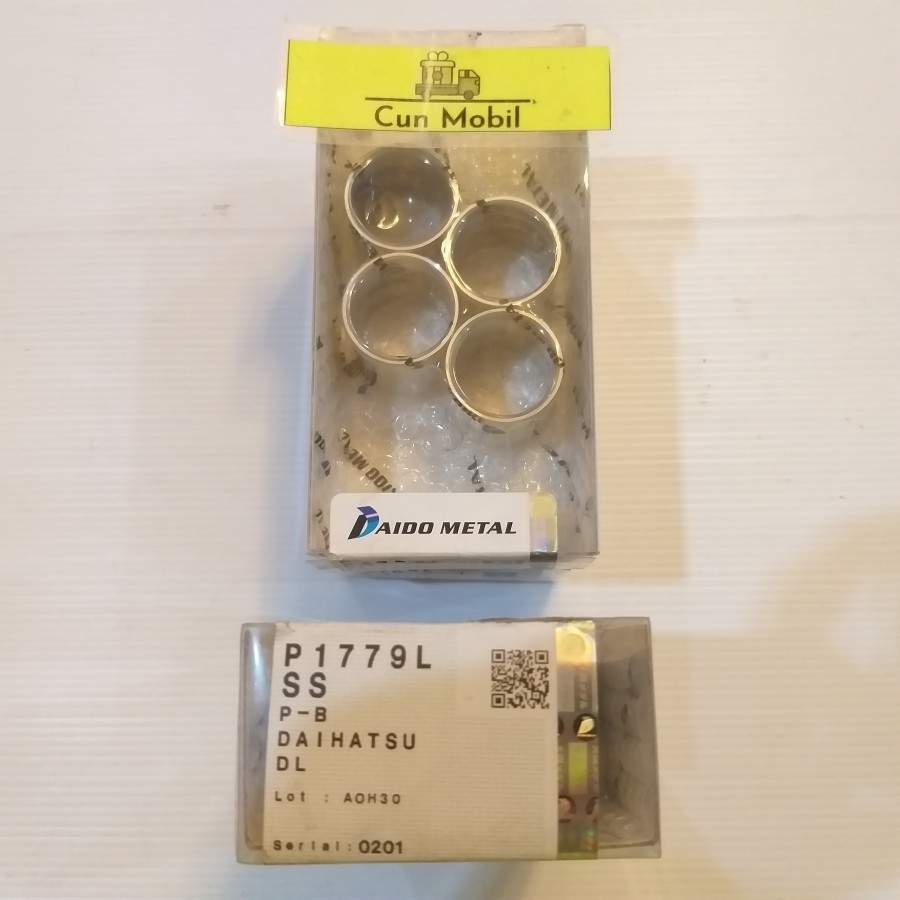 Cun Mobil
DAIDO METAL
P1779L
SS
P-B
DAIHATSU
DL
Lot : AOH30
Serial: 0201